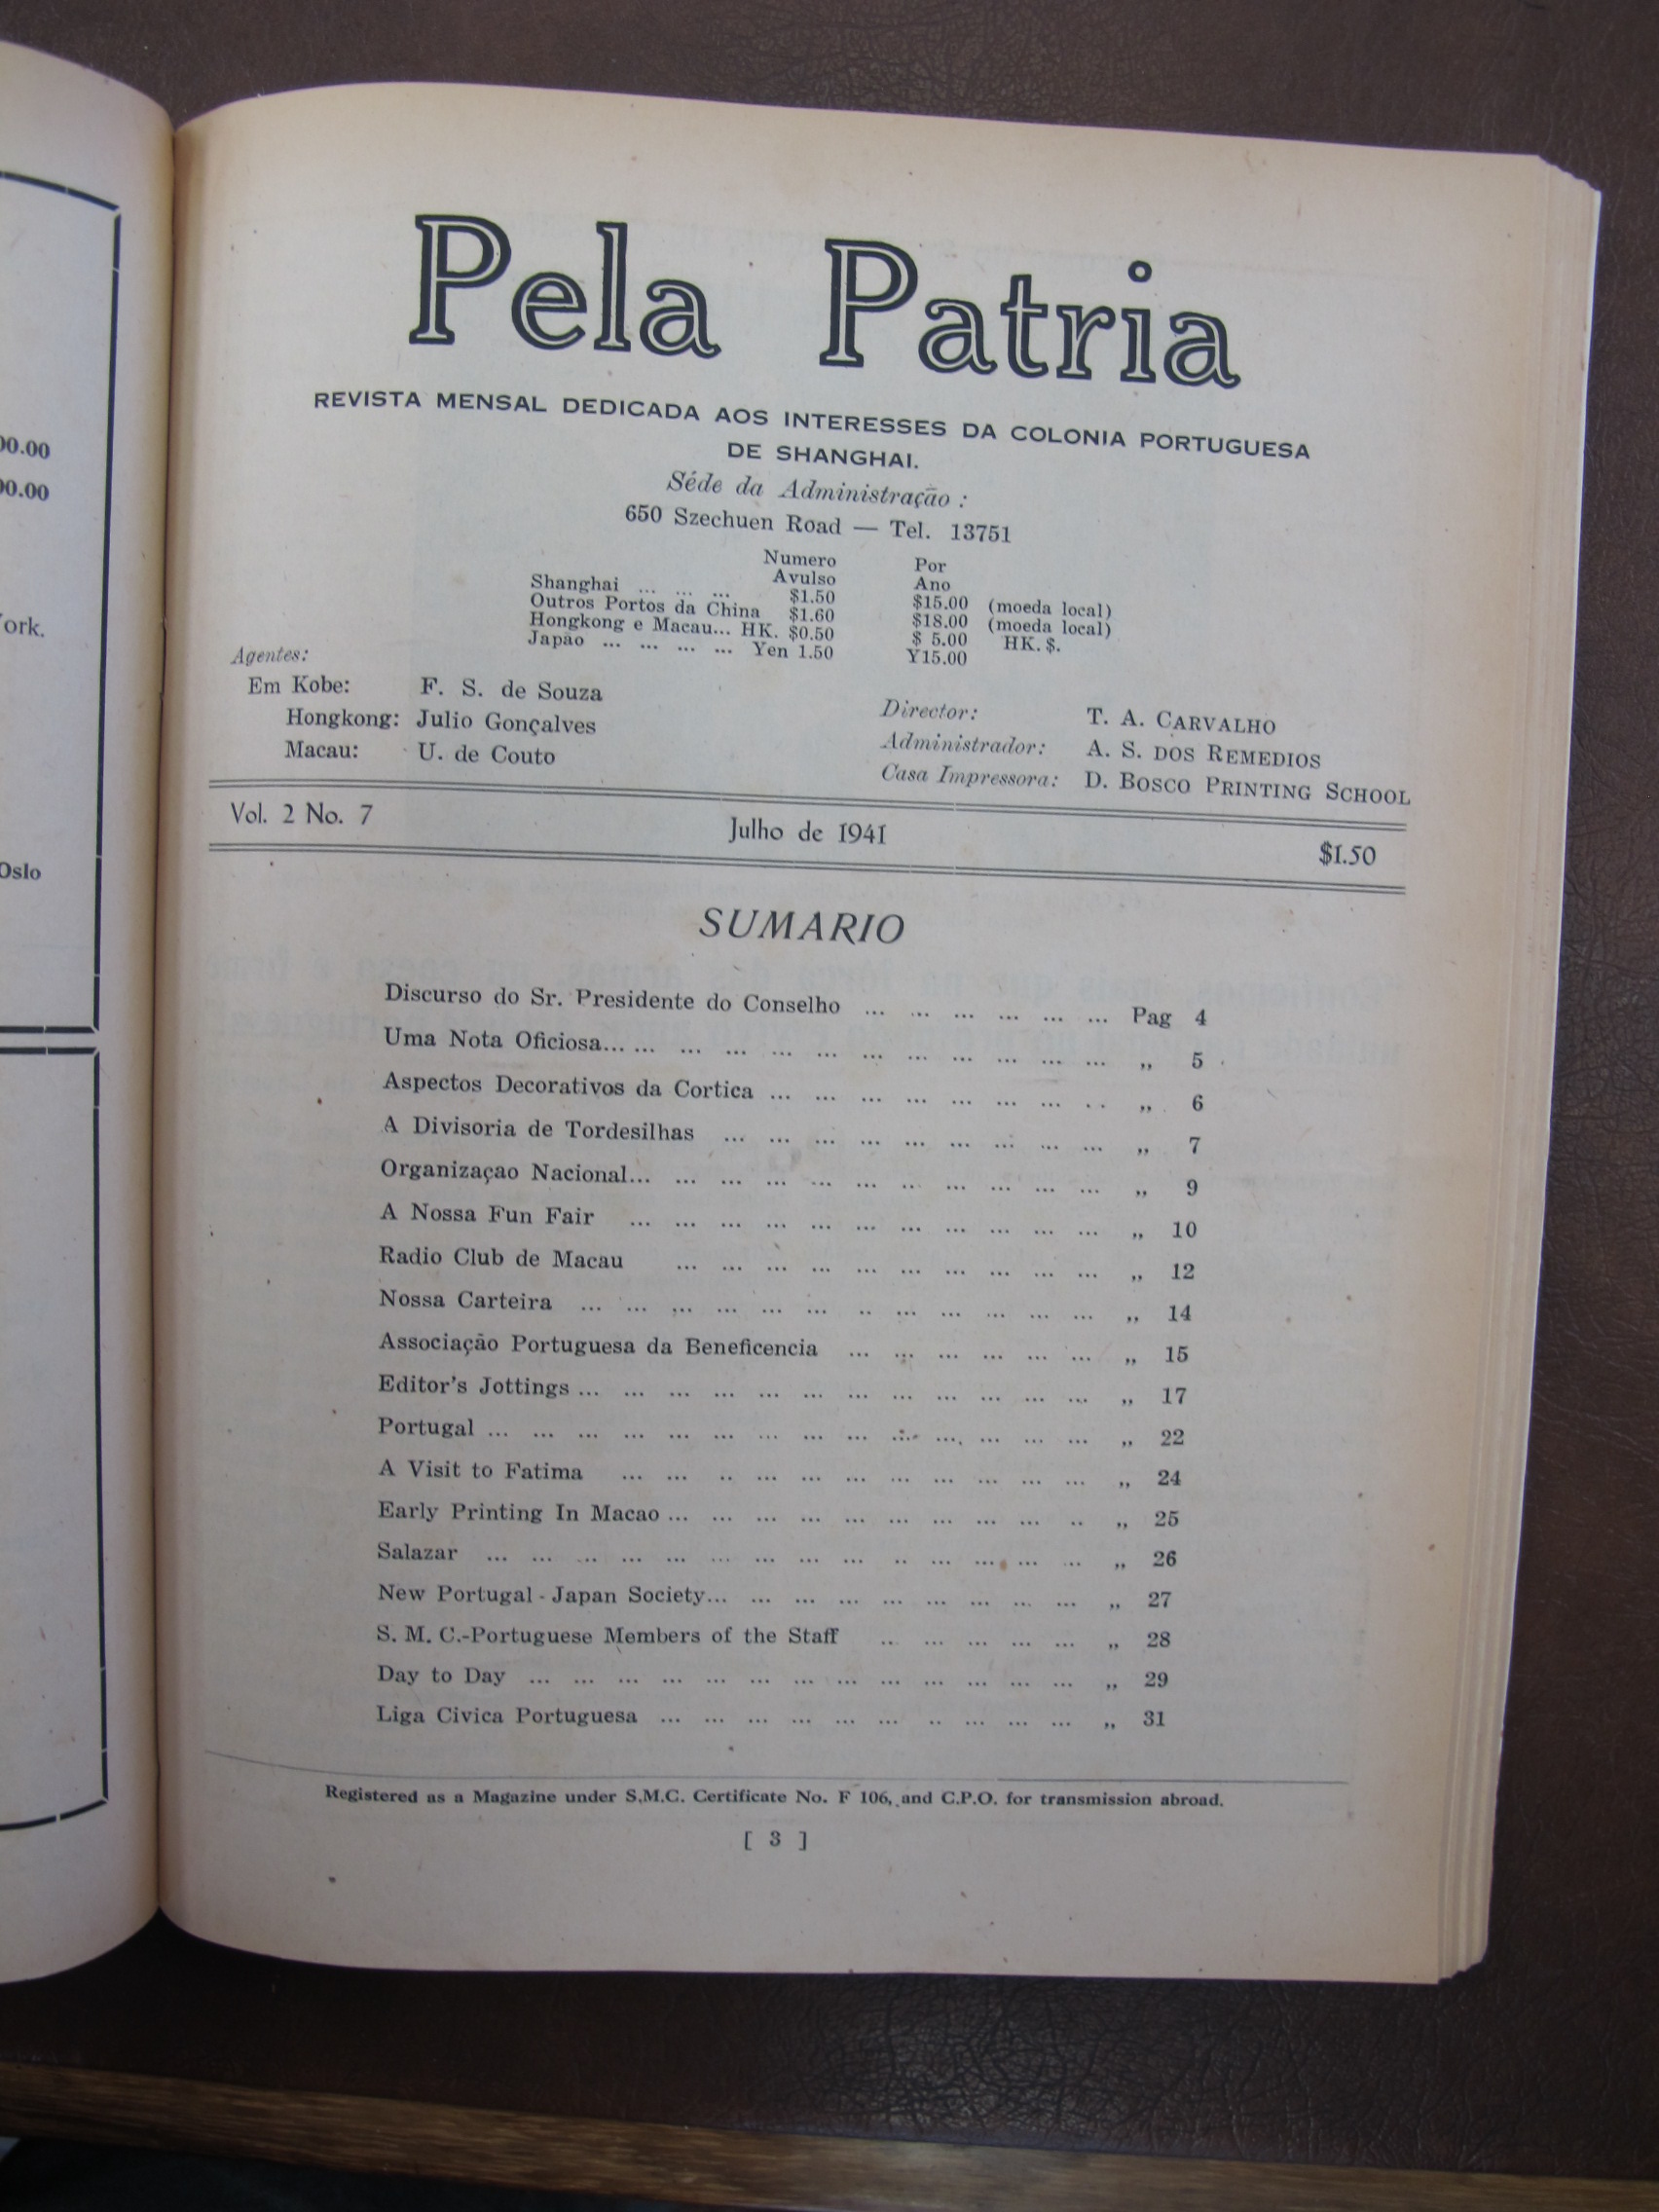 00.00
00.00
ork.
Oslo
Pela Patria
REVISTA MENSAL DEDICADA AOS INTERESSES DA COLONIA PORTUGUESA
DE SHANGHAI.
Séde da Administração :
650 Szechuen Road — Tel. 13751
Numero Por
Avulso Ano
Shanghai ... ... ... $1.50 $15.00 (moeda local)
Outros Portos da China $1.60 $18.00 (moeda local)
Hongkong e Macau... HK. $0.50 $ 5.00 HK. $.
Japão ... ... ... ... Yen 1.50 Y15.00
Agentes:
Em Kobe: F. S. de Souza
Hongkong: Julio Gonçalves
Macau: U. de Couto
Director: T. A. CARVALHO
Administrador: A. S. DOS REMEDIOS
Casa Impressora: D. BOSCO PRINTING SCHOOL
Vol. 2 No. 7 Julho de 1941 $1.50
SUMARIO
Discurso do Sr. Presidente do Conselho ... ... ... ... ... ... Pag 4
Uma Nota Oficiosa... ... ... ... ... ... ... ... ... ... ... ... „ 5
Aspectos Decorativos da Cortica ... ... ... ... ... ... ... .. „ 6
A Divisoria de Tordesilhas ... ... ... ... ... ... ... ... ... „ 7
Organizaçao Nacional... ... ... ... ... ... ... ... ... ... ... „ 9
A Nossa Fun Fair ... ... ... ... ... ... ... ... ... ... ... „ 10
Radio Club de Macau ... ... ... ... ... ... ... ... ... ... „ 12
Nossa Carteira ... ... ... ... ... ... .. ... ... ... ... ... „ 14
Associação Portuguesa da Beneficencia ... ... ... ... ... ... „ 15
Editor's Jottings ... ... ... ... ... ... ... ... ... ... ... ... „ 17
Portugal ... ... ... ... ... ... ... ... ... ... ... ... ... ... „ 22
A Visit to Fatima ... ... .. ... ... ... ... ... ... ... ... „ 24
Early Printing In Macao ... ... ... ... ... ... ... ... ... .. „ 25
Salazar ... ... .. ... ... ... ... ... ... .. ... ... ... ... „ 26
New Portugal - Japan Society... ... ... ... ... ... ... ... ... „ 27
S. M. C.-Portuguese Members of the Staff .. ... ... ... ... „ 28
Day to Day ... ... ... ... ... ... ... ... ... ... ... ... ... „ 29
Liga Civica Portuguesa ... ... ... ... ... ... .. ... ... ... „ 31
Registered as a Magazine under S.M.C. Certificate No. F 106, and C.P.O. for transmission abroad.
[ 3 ]